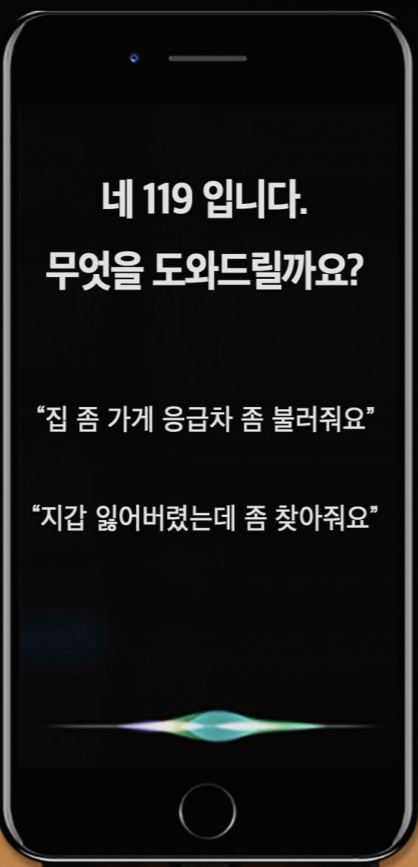 네 119 입니다.
무엇을 도와드릴까요?
“집 좀 가게 응급차 좀 불러줘요”
“지갑 잃어버렸는데 좀 찾아줘요”